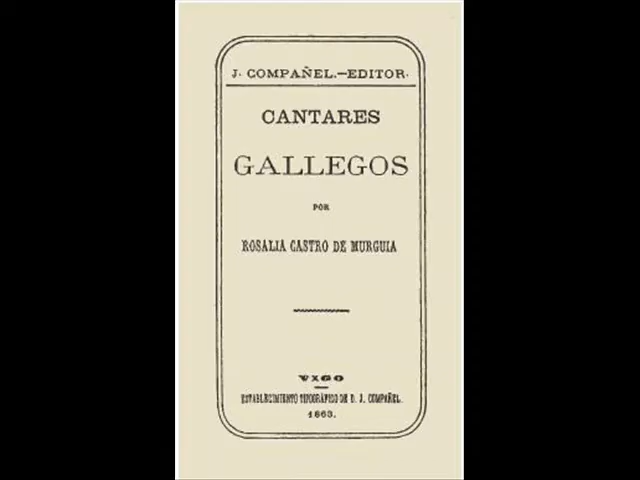 J. COMPAÑEL.—EDITOR.
CANTARES
GALLEGOS
POR
ROSALIA CASTRO DE MURGUIA
VIGO
ESTABLECIMIENTO TIPOGRÁFICO DE D. J. COMPAÑEL.
1863.